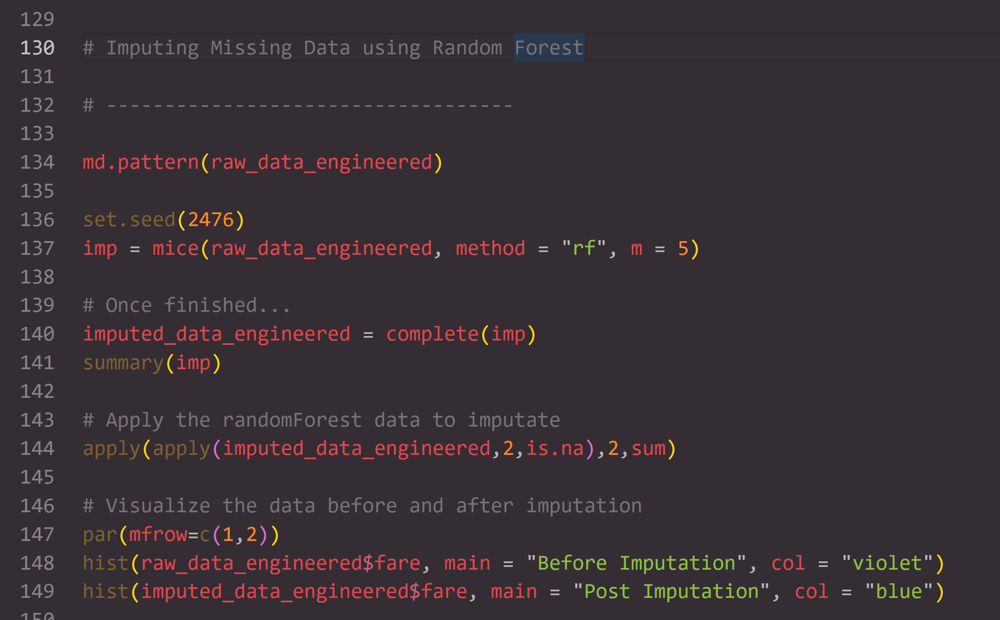 129
130 # Imputing Missing Data using Random Forest
131
132 # -----------------------------------
133
134 md.pattern(raw_data_engineered)
135
136 set.seed(2476)
137 imp = mice(raw_data_engineered, method = "rf", m = 5)
138
139 # Once finished...
140 imputed_data_engineered = complete(imp)
141 summary(imp)
142
143 # Apply the randomForest data to imputate
144 apply(apply(imputed_data_engineered,2,is.na),2,sum)
145
146 # Visualize the data before and after imputation
147 par(mfrow=c(1,2))
148 hist(raw_data_engineered$fare, main = "Before Imputation", col = "violet")
149 hist(imputed_data_engineered$fare, main = "Post Imputation", col = "blue")
150